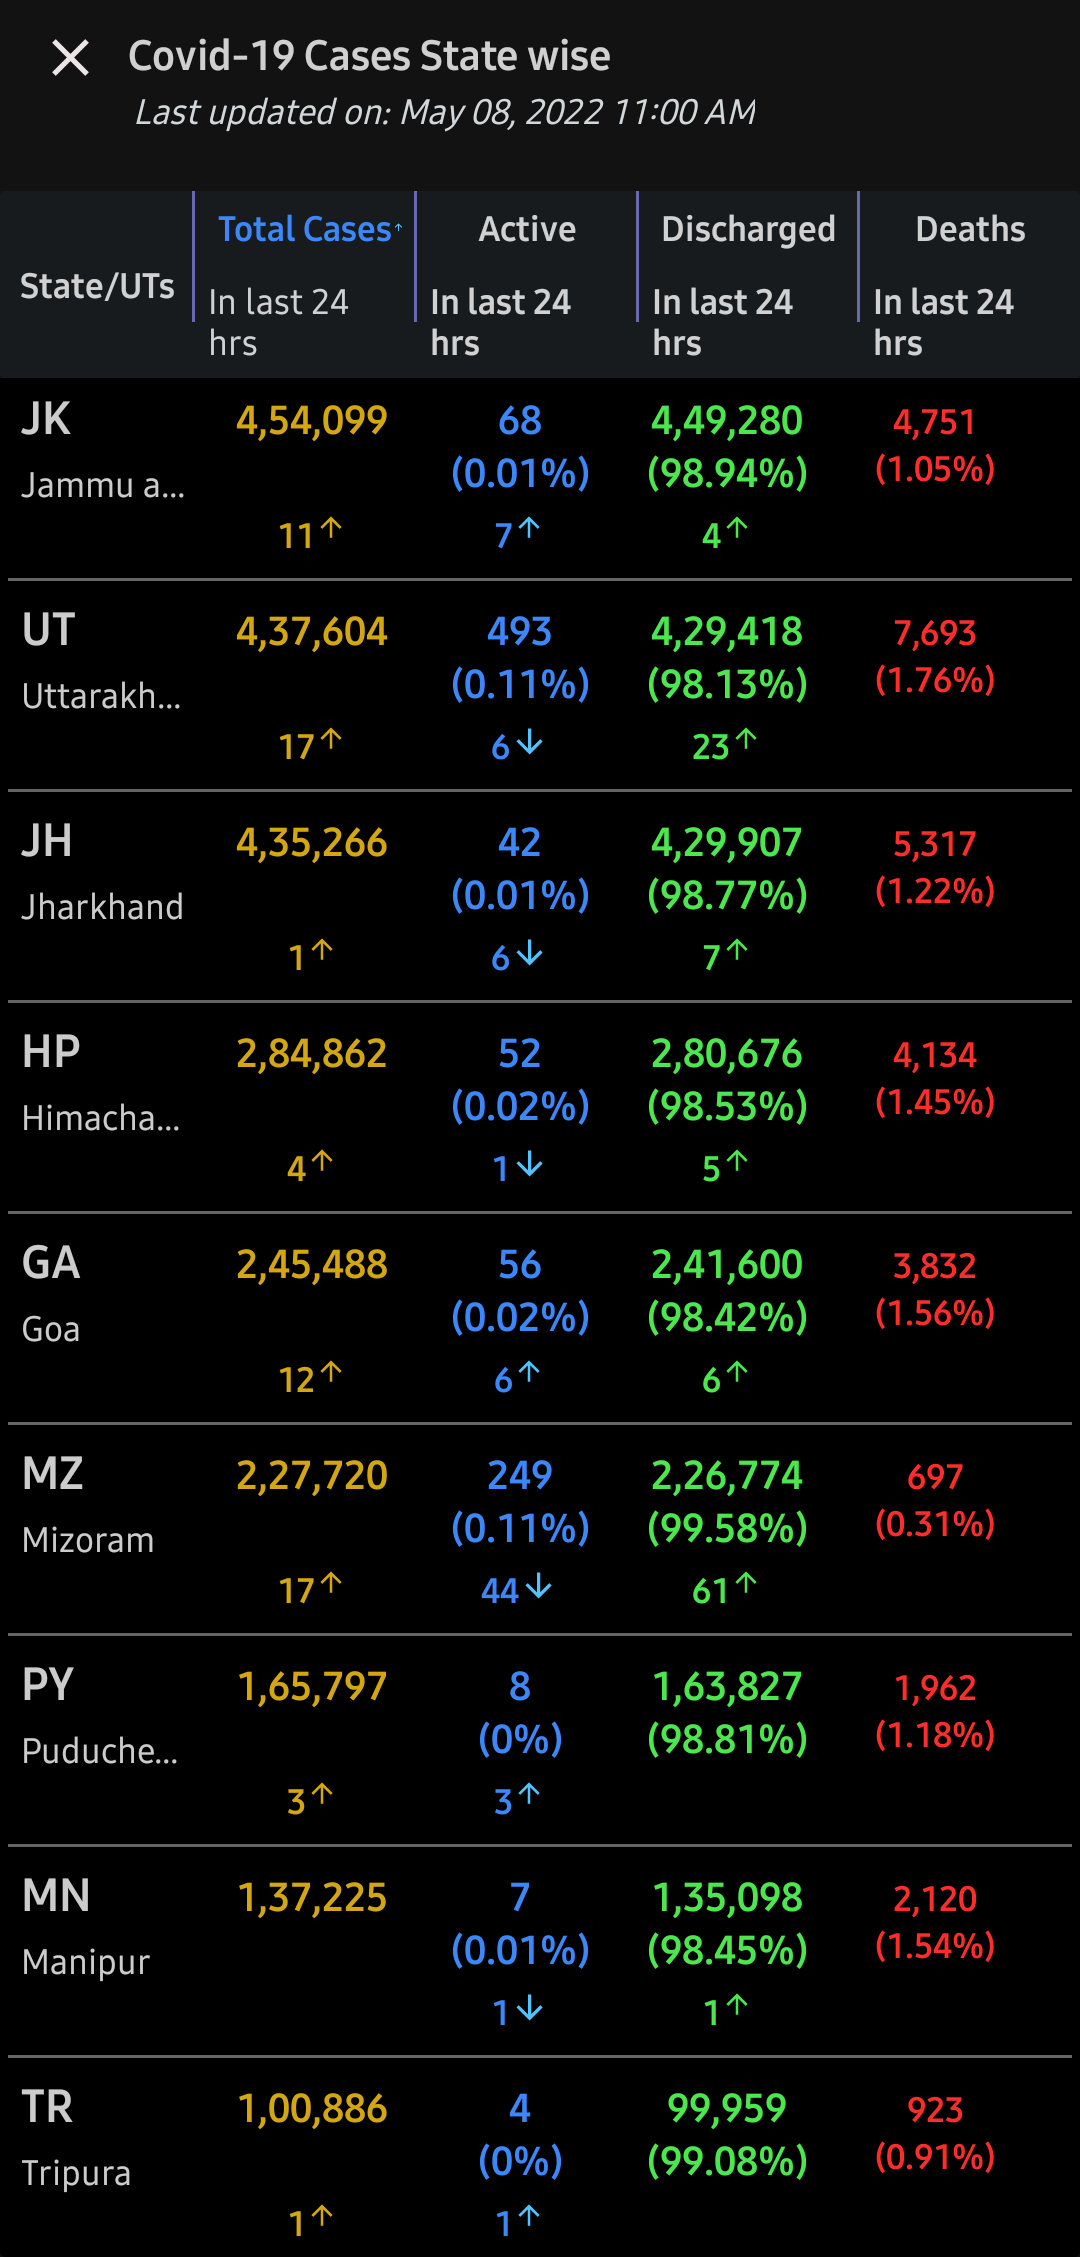 Covid-19 Cases State wise
Last updated on: May 08, 2022 11:00 AM
State/UTs
Total Cases↑
Active
Discharged
Deaths
In last 24
hrs
In last 24
hrs
In last 24
hrs
In last 24
hrs
JK 4,54,099 68 4,49,280 4,751
Jammu a... (0.01%) (98.94%) (1.05%)
11↑ 7↑ 4↑
UT 4,37,604 493 4,29,418 7,693
Uttarakh... (0.11%) (98.13%) (1.76%)
17↑ 6↓ 23↑
JH 4,35,266 42 4,29,907 5,317
Jharkhand (0.01%) (98.77%) (1.22%)
1↑ 6↓ 7↑
HP 2,84,862 52 2,80,676 4,134
Himacha... (0.02%) (98.53%) (1.45%)
4↑ 1↓ 5↑
GA 2,45,488 56 2,41,600 3,832
Goa (0.02%) (98.42%) (1.56%)
12↑ 6↑ 6↑
MZ 2,27,720 249 2,26,774 697
Mizoram (0.11%) (99.58%) (0.31%)
17↑ 44↓ 61↑
PY 1,65,797 8 1,63,827 1,962
Puduche... (0%) (98.81%) (1.18%)
3↑ 3↑
MN 1,37,225 7 1,35,098 2,120
Manipur (0.01%) (98.45%) (1.54%)
1↓ 1↑
TR 1,00,886 4 99,959 923
Tripura (0%) (99.08%) (0.91%)
1↑ 1↑